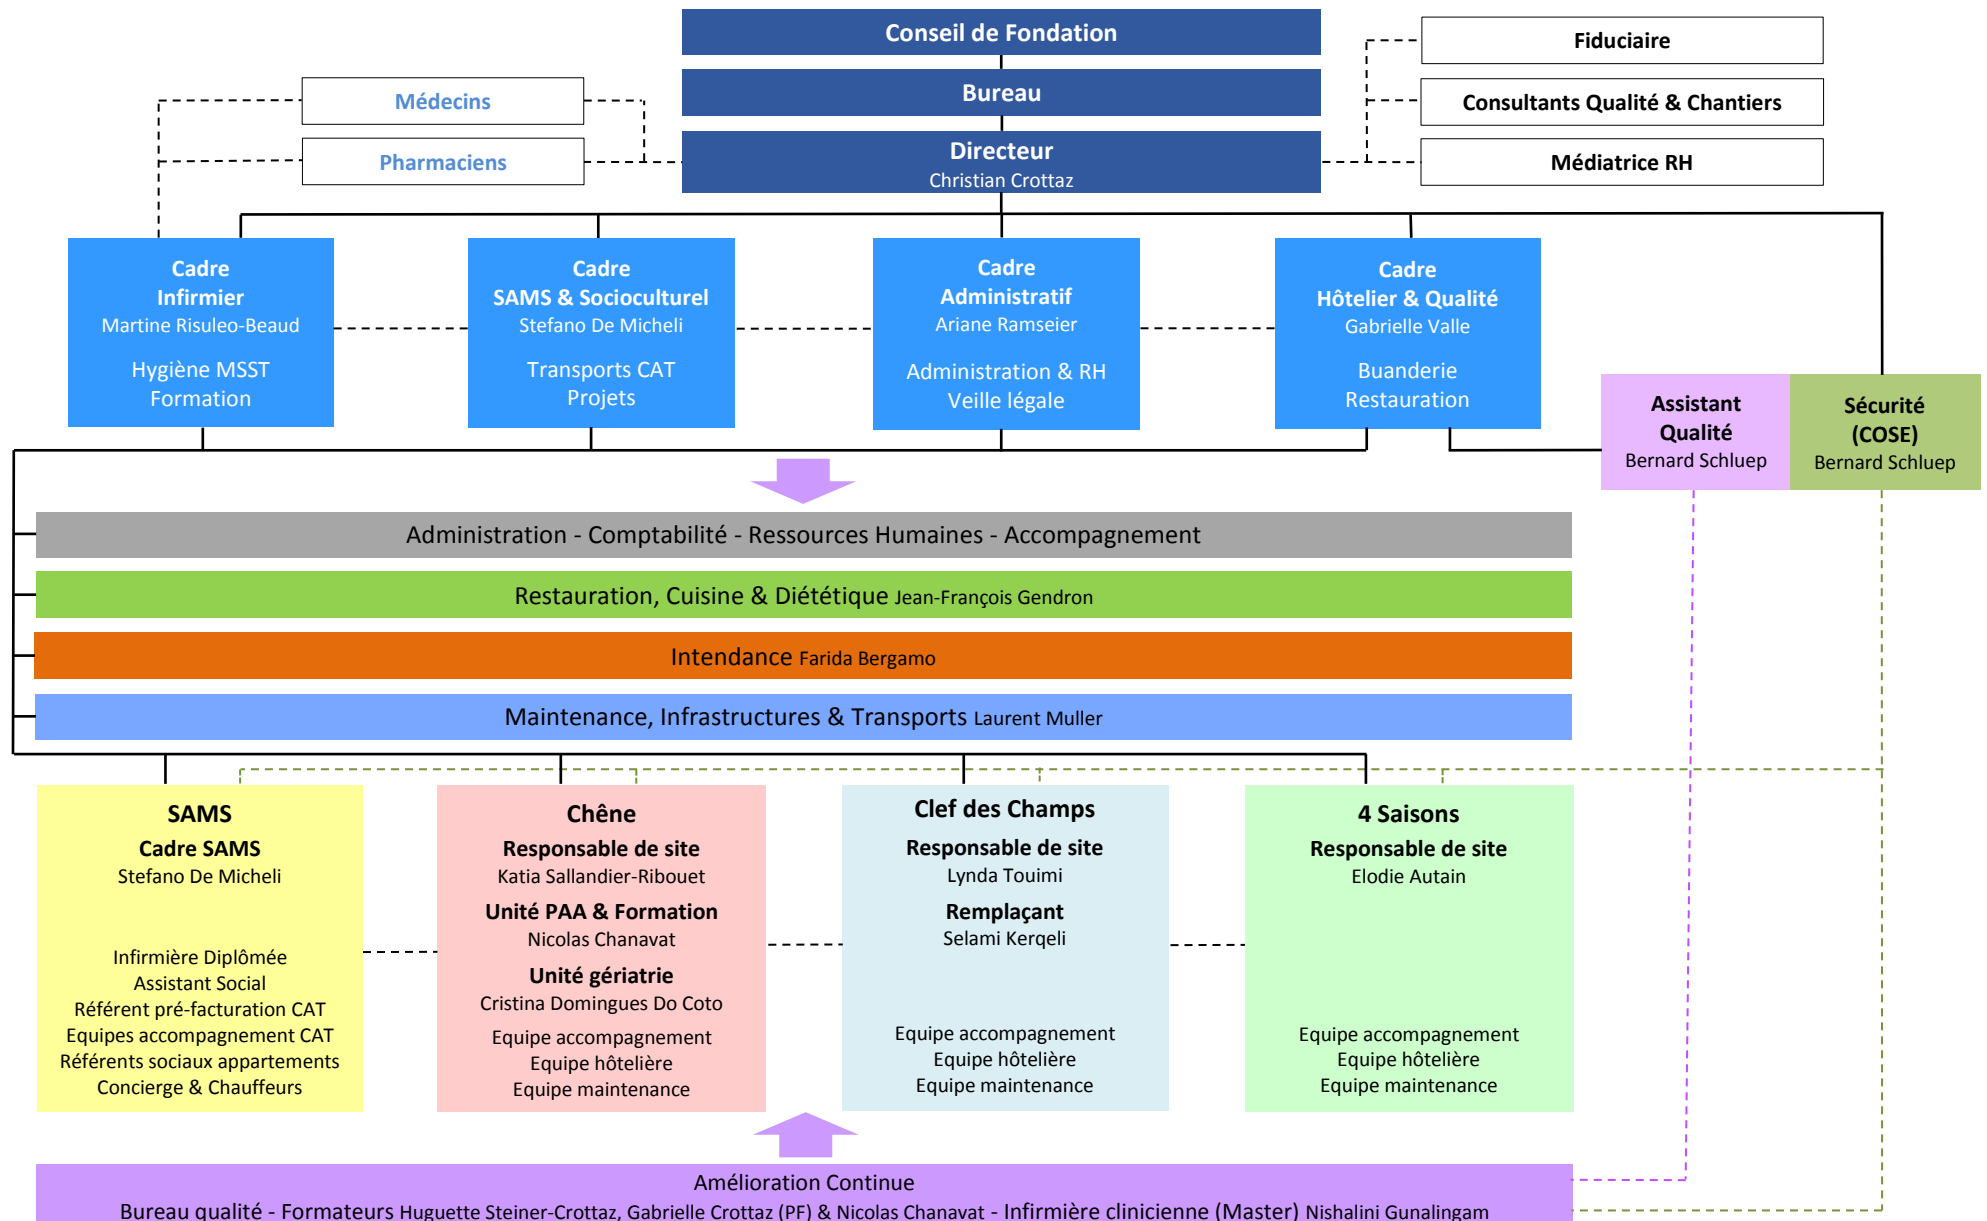 Conseil de Fondation
Bureau
Directeur
Christian Crottaz
Médecins
Pharmaciens
Fiduciaire
Consultants Qualité & Chantiers
Médiatrice RH
Cadre
Infirmier
Martine Risuleo-Beaud
Hygiène MSST
Formation
Cadre
SAMS & Socioculturel
Stefano De Micheli
Transports CAT
Projets
Cadre
Administratif
Ariane Ramseier
Administration & RH
Veille légale
Cadre
Hôtelier & Qualité
Gabrielle Valle
Buanderie
Restauration
Assistant
Qualité
Bernard Schluep
Sécurité
(COSE)
Bernard Schluep
Administration - Comptabilité - Ressources Humaines - Accompagnement
Restauration, Cuisine & Diététique Jean-François Gendron
Intendance Farida Bergamo
Maintenance, Infrastructures & Transports Laurent Muller
SAMS
Cadre SAMS
Stefano De Micheli
Infirmière Diplômée
Assistant Social
Référent pré-facturation CAT
Equipes accompagnement CAT
Référents sociaux appartements
Concierge & Chauffeurs
Chêne
Responsable de site
Katia Sallandier-Ribouet
Unité PAA & Formation
Nicolas Chanavat
Unité gériatrie
Cristina Domingues Do Coto
Equipe accompagnement
Equipe hôtelière
Equipe maintenance
Clef des Champs
Responsable de site
Lynda Touimi
Remplaçant
Selami Kerqeli
Equipe accompagnement
Equipe hôtelière
Equipe maintenance
4 Saisons
Responsable de site
Elodie Autain
Equipe accompagnement
Equipe hôtelière
Equipe maintenance
Amélioration Continue
Bureau qualité - Formateurs Huguette Steiner-Crottaz, Gabrielle Crottaz (PF) & Nicolas Chanavat - Infirmière clinicienne (Master) Nishalini Gunalingam